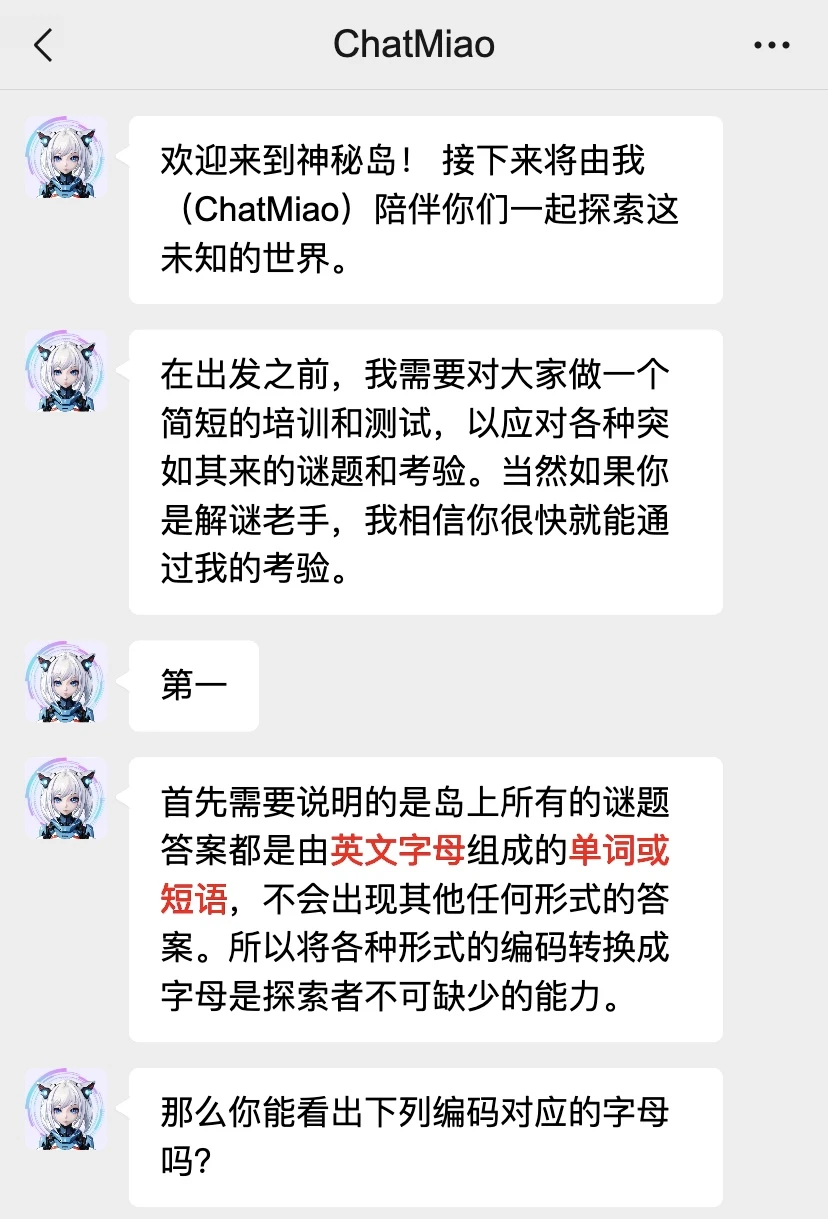 ChatMiao
欢迎来到神秘岛！ 接下来将由我
（ChatMiao）陪伴你们一起探索这
未知的世界。
在出发之前，我需要对大家做一个
简短的培训和测试，以应对各种突
如其来的谜题和考验。当然如果你
是解谜老手，我相信你很快就能通
过我的考验。
第一
首先需要说明的是岛上所有的谜题
答案都是由英文字母组成的单词或
短语，不会出现其他任何形式的答
案。所以将各种形式的编码转换成
字母是探索者不可缺少的能力。
那么你能看出下列编码对应的字母
吗?